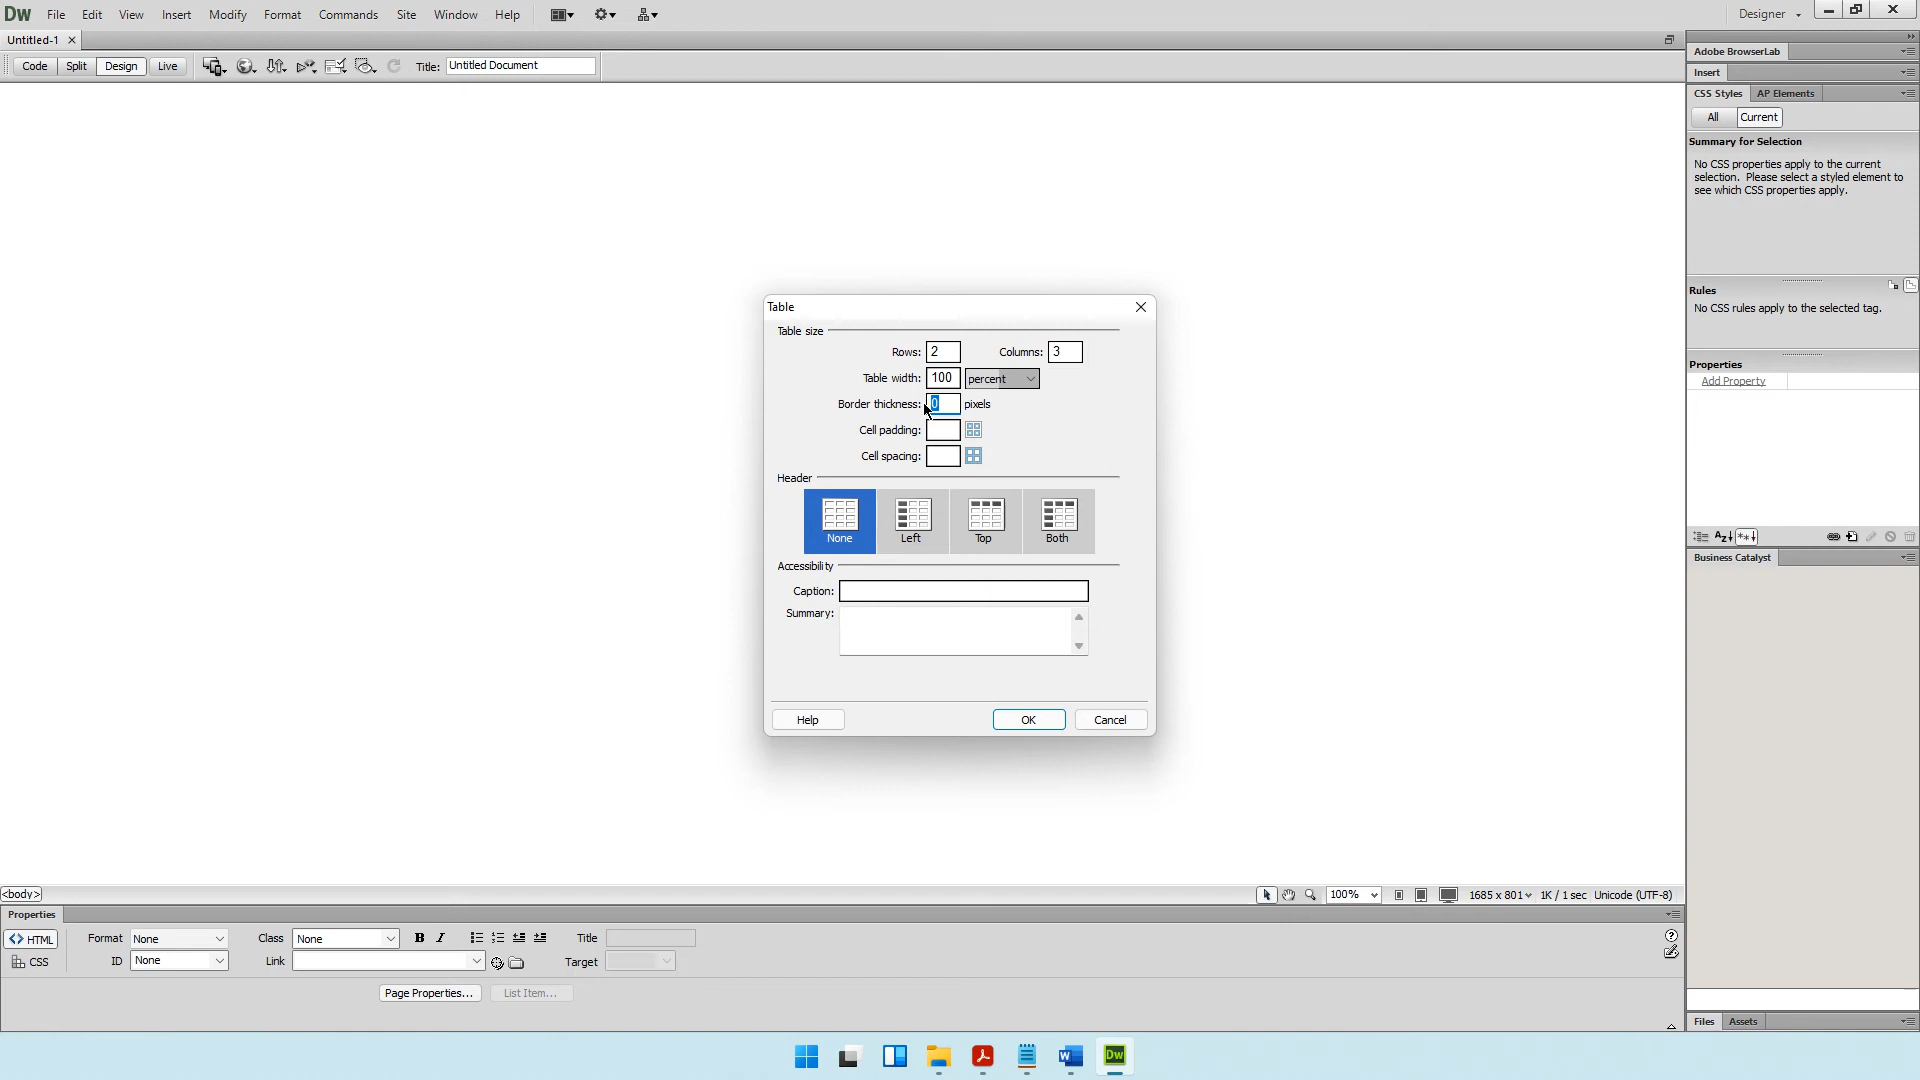 Dw File Edit View Insert Modify Format Commands Site Window Help Designer
Untitled-1
Code Split Design Live Title: Untitled Document
Adobe BrowserLab
Insert
CSS Styles AP Elements
All Current
Summary for Selection
No CSS properties apply to the current
selection. Please select a styled element to
see which CSS properties apply.
Rules
No CSS rules apply to the selected tag.
Properties
Add Property
Business Catalyst
Files Assets
Table
Table size
Rows: 2 Columns: 3
Table width: 100 percent
Border thickness: 0 pixels
Cell padding:
Cell spacing:
Header
None Left Top Both
Accessibility
Caption:
Summary:
Help OK Cancel
<body> 100% 1685 x 801 1K / 1 sec Unicode (UTF-8)
Properties
HTML Format None Class None B I Title
CSS ID None Link Target
Page Properties... List Item...
W Dw